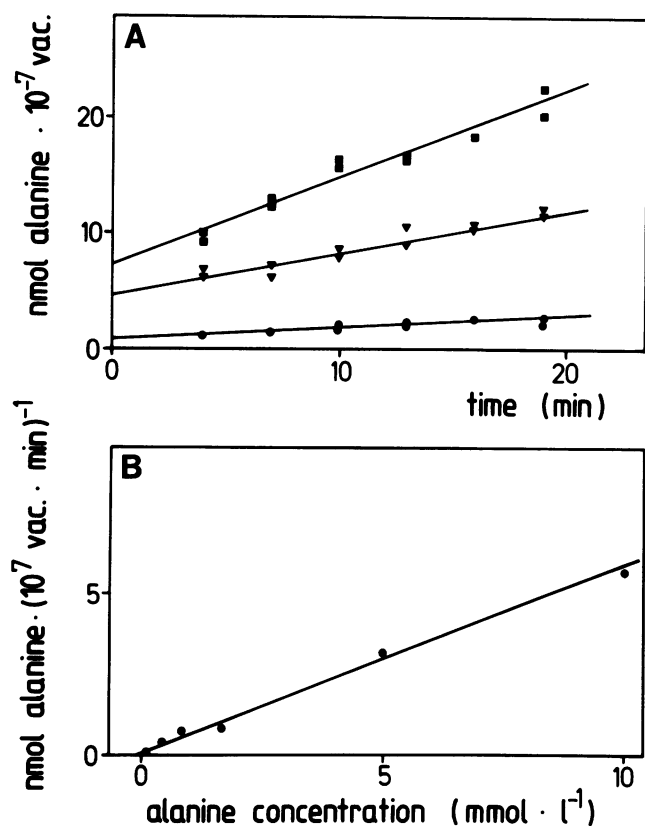 A
nmol alanine · 10⁻⁷ vac.
20
10
0
0 10 20
time (min)
B
nmol alanine · (10⁷ vac. · min)⁻¹
5
0
0 5 10
alanine concentration (mmol · l⁻¹)